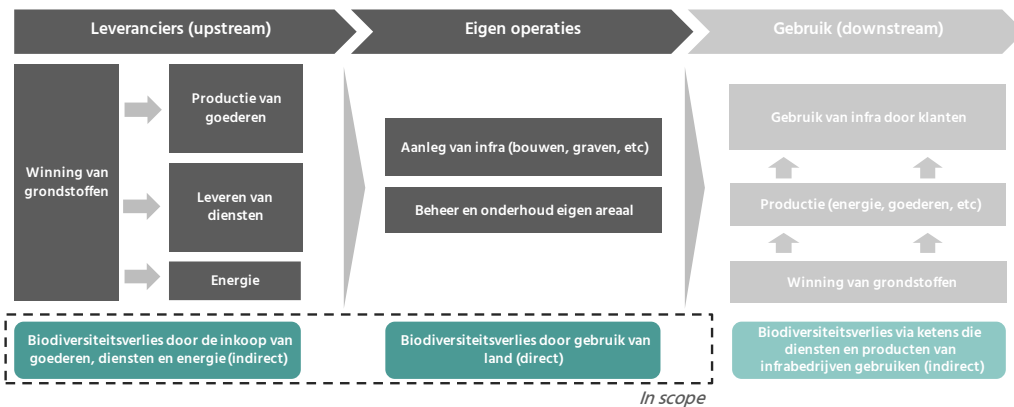 Leveranciers (upstream)
Eigen operaties
Gebruik (downstream)
Winning van
grondstoffen
Productie van
goederen
Leveren van
diensten
Energie
Aanleg van infra (bouwen, graven, etc)
Beheer en onderhoud eigen areaal
Gebruik van infra door klanten
Productie (energie, goederen, etc)
Winning van grondstoffen
Biodiversiteitsverlies door de inkoop van
goederen, diensten en energie (indirect)
Biodiversiteitsverlies door gebruik van
land (direct)
Biodiversiteitsverlies via ketens die
diensten en producten van
infrabedrijven gebruiken (indirect)
In scope